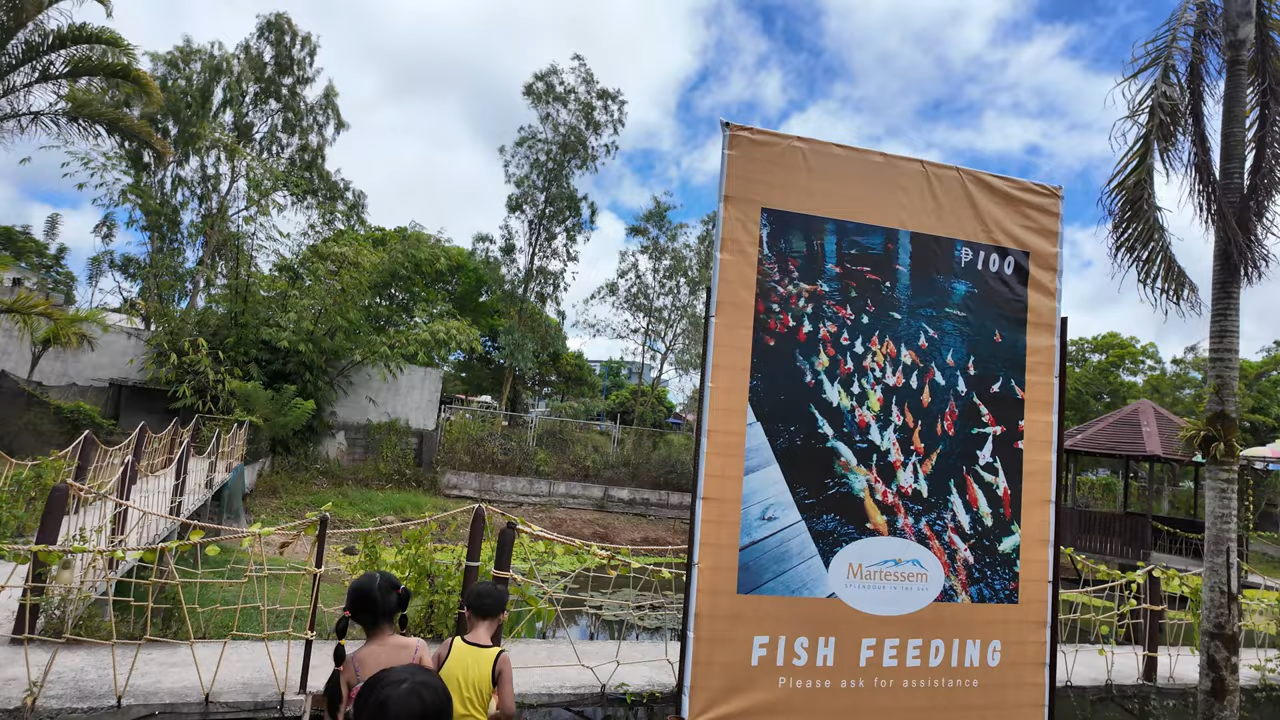 ₱100
Martessem
SPLENDOUR IN THE SKY
FISH FEEDING
Please ask for assistance